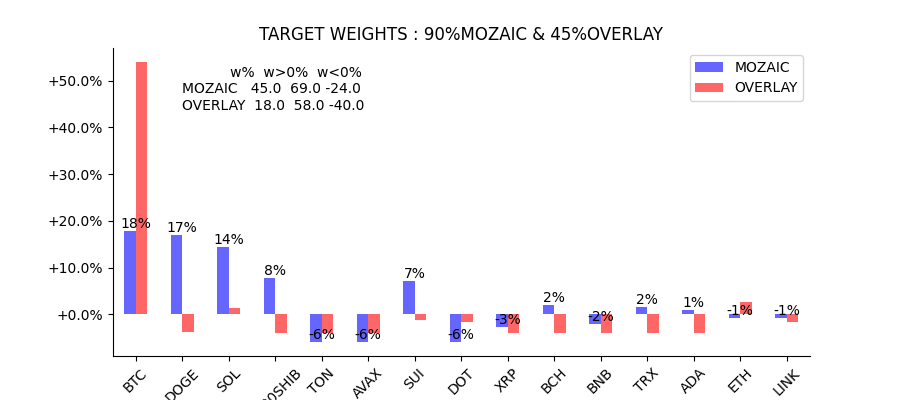 TARGET WEIGHTS : 90%MOZAIC & 45%OVERLAY
w% w>0% w<0%
MOZAIC 45.0 69.0 -24.0
OVERLAY 18.0 58.0 -40.0
MOZAIC
OVERLAY
+50.0%
+40.0%
+30.0%
+20.0%
+10.0%
+0.0%
18%
17%
14%
8%
-6%
-6%
7%
-6%
-3%
2%
-2%
2%
1%
-1%
-1%
BTC
DOGE
SOL
0SHIB
TON
AVAX
SUI
DOT
XRP
BCH
BNB
TRX
ADA
ETH
LINK